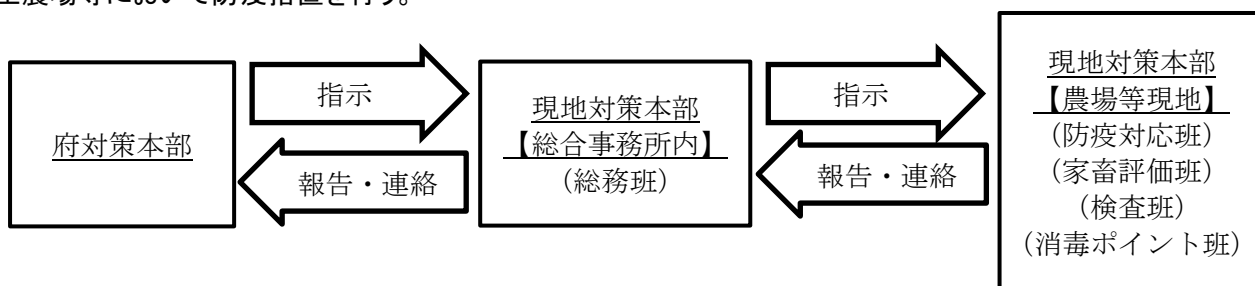 生農場等において防疫措置を行う。
府対策本部
指示
報告・連絡
現地対策本部
【総合事務所内】
（総務班）
指示
報告・連絡
現地対策本部
【農場等現地】
（防疫対応班）
（家畜評価班）
（検査班）
（消毒ポイント班）